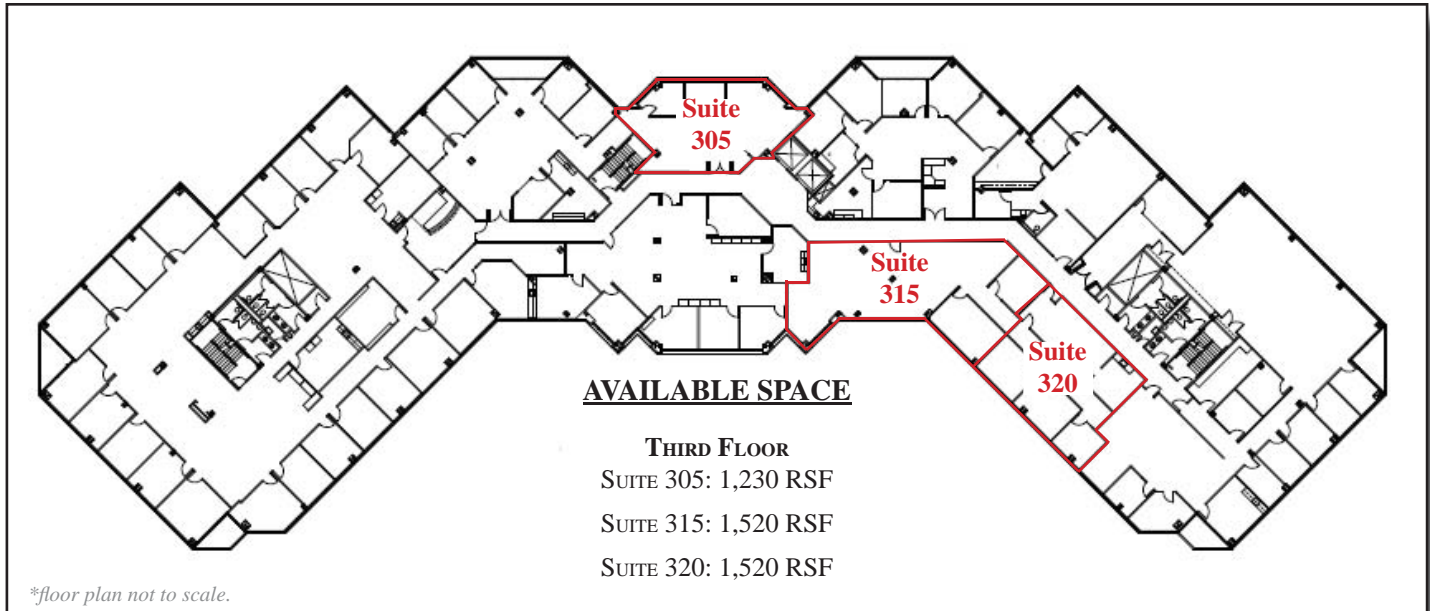 Suite
305
Suite
315
Suite
320
AVAILABLE SPACE
THIRD FLOOR
SUITE 305: 1,230 RSF
SUITE 315: 1,520 RSF
SUITE 320: 1,520 RSF
*floor plan not to scale.